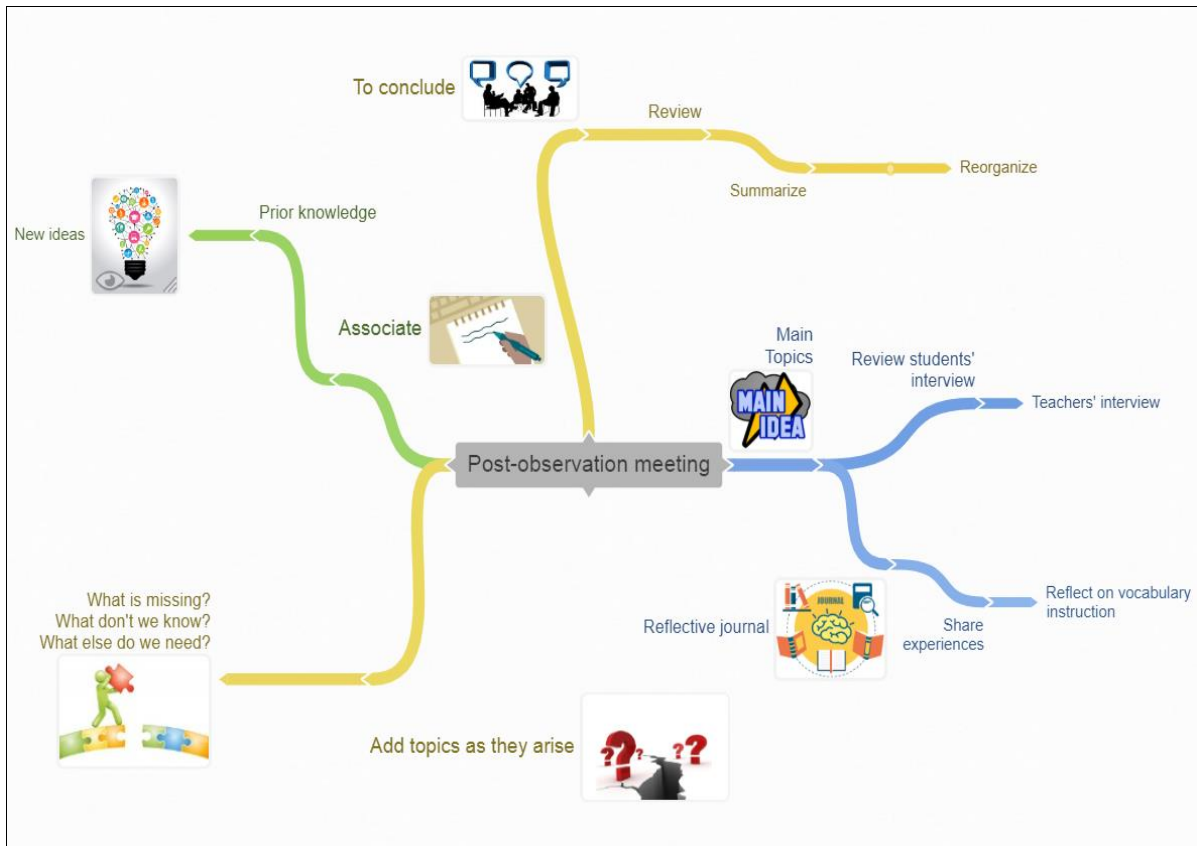 To conclude
Review
Summarize
Reorganize
New ideas
Prior knowledge
Associate
Main
Topics
MAIN
IDEA
Review students'
interview
Teachers' interview
Post-observation meeting
What is missing?
What don't we know?
What else do we need?
Reflective journal
JOURNAL
Share
experiences
Reflect on vocabulary
instruction
Add topics as they arise